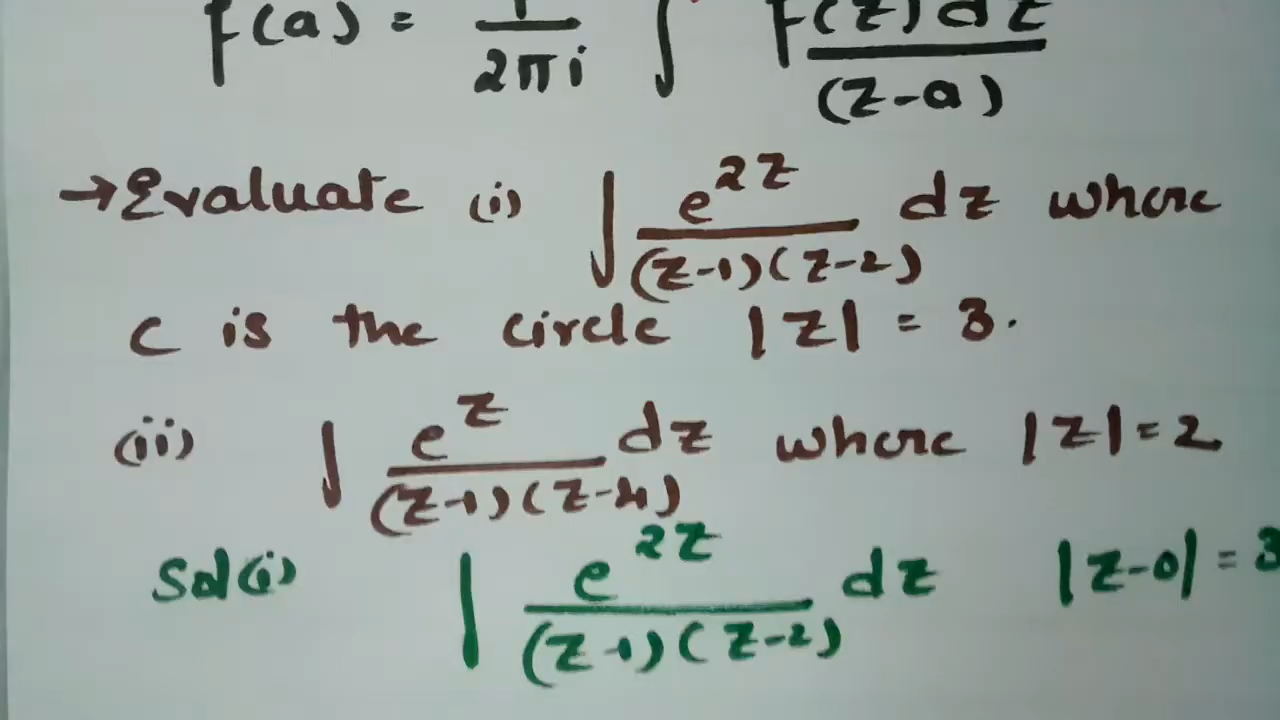 f(a) = 1/2πi ∫ f(z)dz/(z-a)
→Evaluate (i) ∫ e^2z/(z-1)(z-2) dz where
C is the circle |z| = 3.
(ii) ∫ e^z/(z-1)(z-4) dz where |z|=2
Sol(i) ∫ e^2z/(z-1)(z-2) dz |z-0| = 3